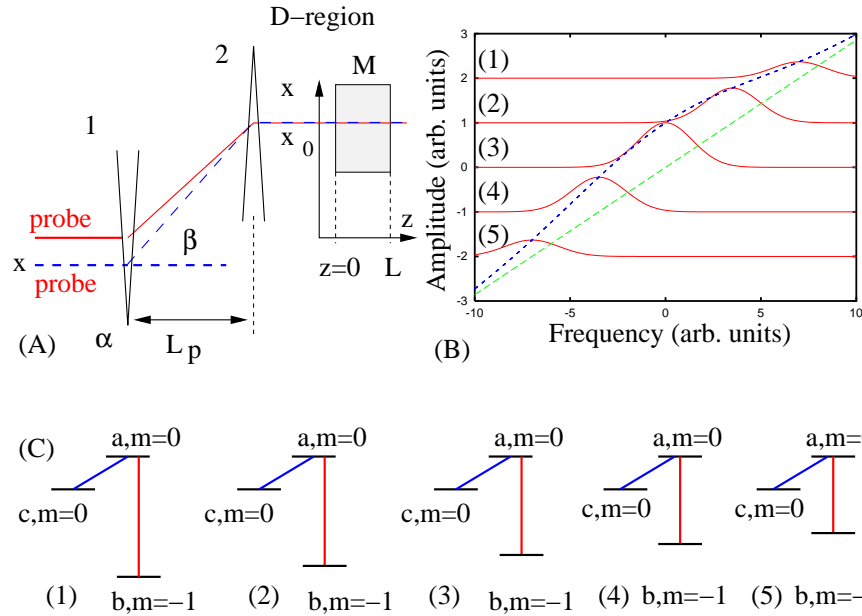 D−region
2
1
x
M
x
0
probe
x
β
probe
z
z=0
L
α
L p
(A)
Amplitude (arb. units)
3
2
1
0
-1
-2
-3
(1)
(2)
(3)
(4)
(5)
-10
-5
0
5
10
Frequency (arb. units)
(B)
(C)
a,m=0
c,m=0
(1)
b,m=−1
a,m=0
c,m=0
(2)
b,m=−1
a,m=0
c,m=0
(3)
b,m=−1
a,m=0
c,m=0
(4)
b,m=−1
a,m=
c,m=0
(5)
b,m=−